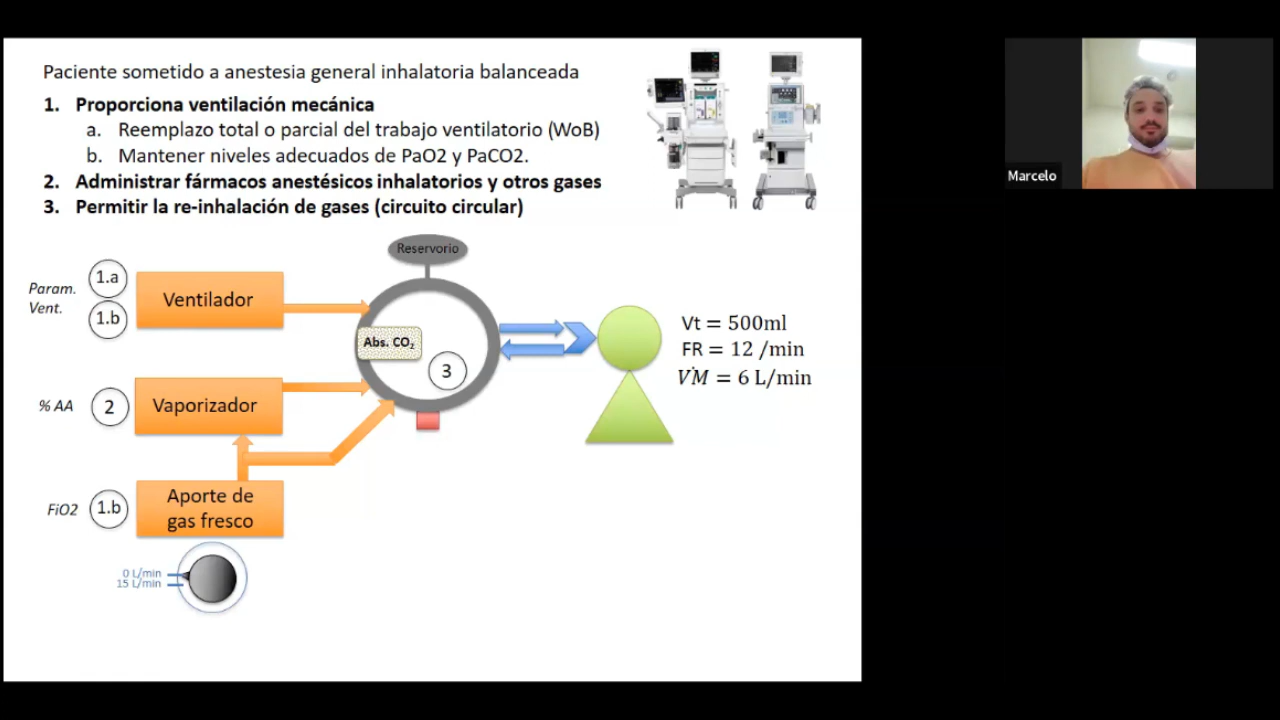 Paciente sometido a anestesia general inhalatoria balanceada
1. Proporciona ventilación mecánica
a. Reemplazo total o parcial del trabajo ventilatorio (WoB)
b. Mantener niveles adecuados de PaO2 y PaCO2.
2. Administrar fármacos anestésicos inhalatorios y otros gases
3. Permitir la re-inhalación de gases (circuito circular)
Reservorio
Param.
Vent.
1.a
1.b
Ventilador
Abs. CO₂
3
Vt = 500ml
FR = 12 /min
V̇M = 6 L/min
% AA
2
Vaporizador
FiO2
1.b
Aporte de
gas fresco
0 L/min
15 L/min
Marcelo